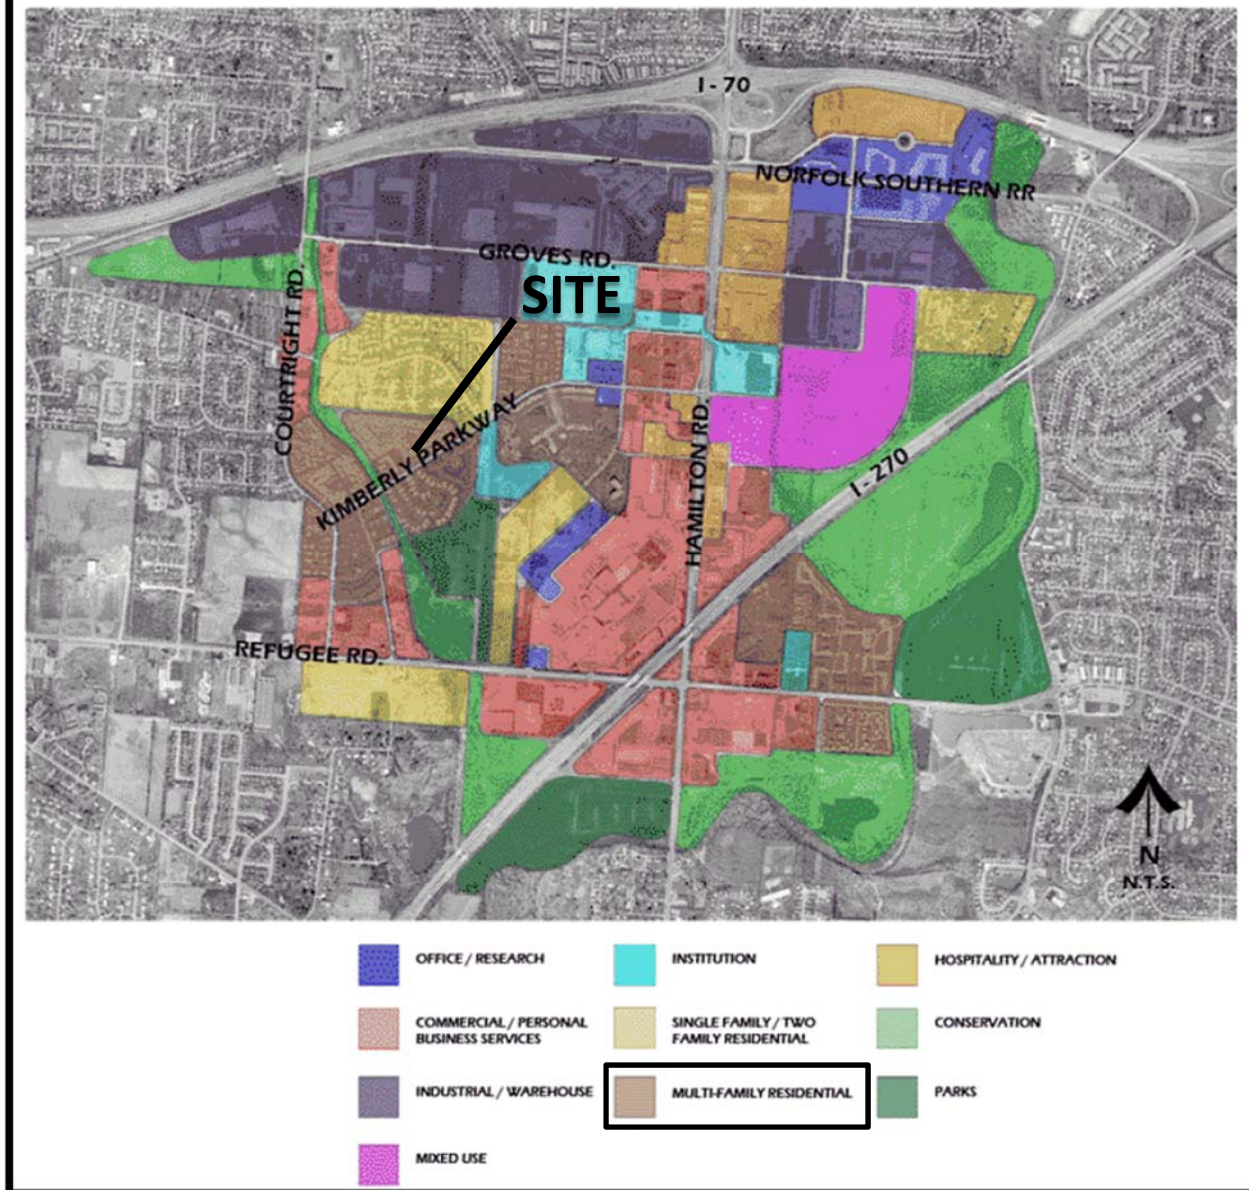 I - 70
NORFOLK SOUTHERN RR
GROVES RD.
SITE
COURTRIGHT RD.
KIMBERLY PARKWAY
HAMILTON RD.
I - 270
REFUGEE RD.
N
N.T.S.
OFFICE / RESEARCH
INSTITUTION
HOSPITALITY / ATTRACTION
COMMERCIAL / PERSONAL
BUSINESS SERVICES
SINGLE FAMILY / TWO
FAMILY RESIDENTIAL
CONSERVATION
INDUSTRIAL / WAREHOUSE
MULTI-FAMILY RESIDENTIAL
PARKS
MIXED USE